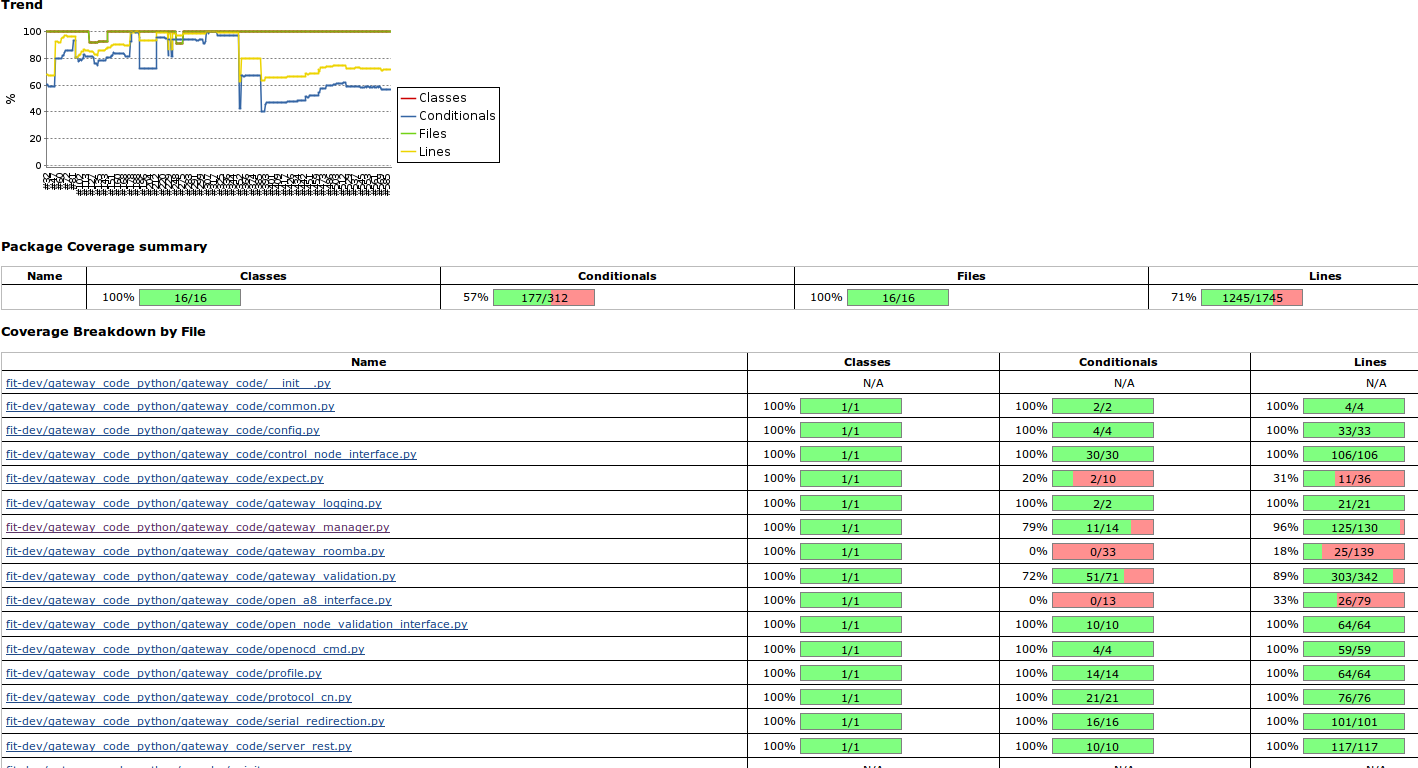 Trend
100
80
60
40
20
0
%
Classes
Conditionals
Files
Lines
Package Coverage summary
Name Classes Conditionals Files Lines
100% 16/16 57% 177/312 100% 16/16 71% 1245/1745
Coverage Breakdown by File
Name Classes Conditionals Lines
fit-dev/gateway_code_python/gateway_code/__init__.py N/A N/A N/A
fit-dev/gateway_code_python/gateway_code/common.py 100% 1/1 100% 2/2 100% 4/4
fit-dev/gateway_code_python/gateway_code/config.py 100% 1/1 100% 4/4 100% 33/33
fit-dev/gateway_code_python/gateway_code/control_node_interface.py 100% 1/1 100% 30/30 100% 106/106
fit-dev/gateway_code_python/gateway_code/expect.py 100% 1/1 20% 2/10 31% 11/36
fit-dev/gateway_code_python/gateway_code/gateway_logging.py 100% 1/1 100% 2/2 100% 21/21
fit-dev/gateway_code_python/gateway_code/gateway_manager.py 100% 1/1 79% 11/14 96% 125/130
fit-dev/gateway_code_python/gateway_code/gateway_roomba.py 100% 1/1 0% 0/33 18% 25/139
fit-dev/gateway_code_python/gateway_code/gateway_validation.py 100% 1/1 72% 51/71 89% 303/342
fit-dev/gateway_code_python/gateway_code/open_a8_interface.py 100% 1/1 0% 0/13 33% 26/79
fit-dev/gateway_code_python/gateway_code/open_node_validation_interface.py 100% 1/1 100% 10/10 100% 64/64
fit-dev/gateway_code_python/gateway_code/openocd_cmd.py 100% 1/1 100% 4/4 100% 59/59
fit-dev/gateway_code_python/gateway_code/profile.py 100% 1/1 100% 14/14 100% 64/64
fit-dev/gateway_code_python/gateway_code/protocol_cn.py 100% 1/1 100% 21/21 100% 76/76
fit-dev/gateway_code_python/gateway_code/serial_redirection.py 100% 1/1 100% 16/16 100% 101/101
fit-dev/gateway_code_python/gateway_code/server_rest.py 100% 1/1 100% 10/10 100% 117/117